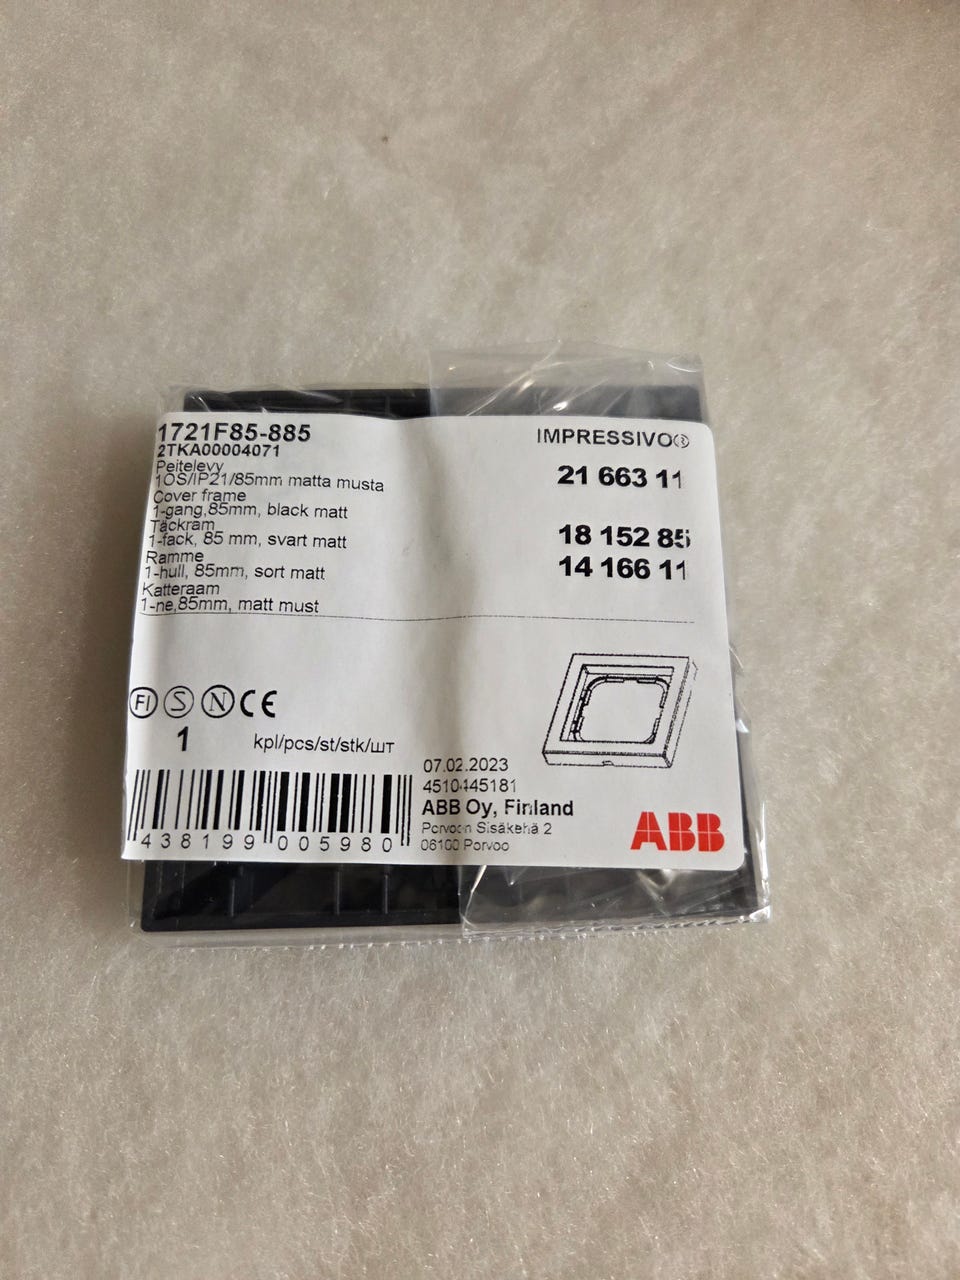 1721F85-885
2TKA00004071
IMPRESSIVO®
Peitelevy
1OS/IP21/85mm matta musta
21 663 11
Cover frame
1-gang,85mm, black matt
Täckram
1-fack, 85 mm, svart matt
18 152 85
Ramme
1-hull, 85mm, sort matt
14 166 11
Katteraam
1-ne,85mm, matt must
FI S N CE
1 kpl/pcs/st/stk/шт
07.02.2023
4510445181
ABB Oy, Finland
Porvoon Sisäkehä 2
06100 Porvoo
438199 005980
ABB